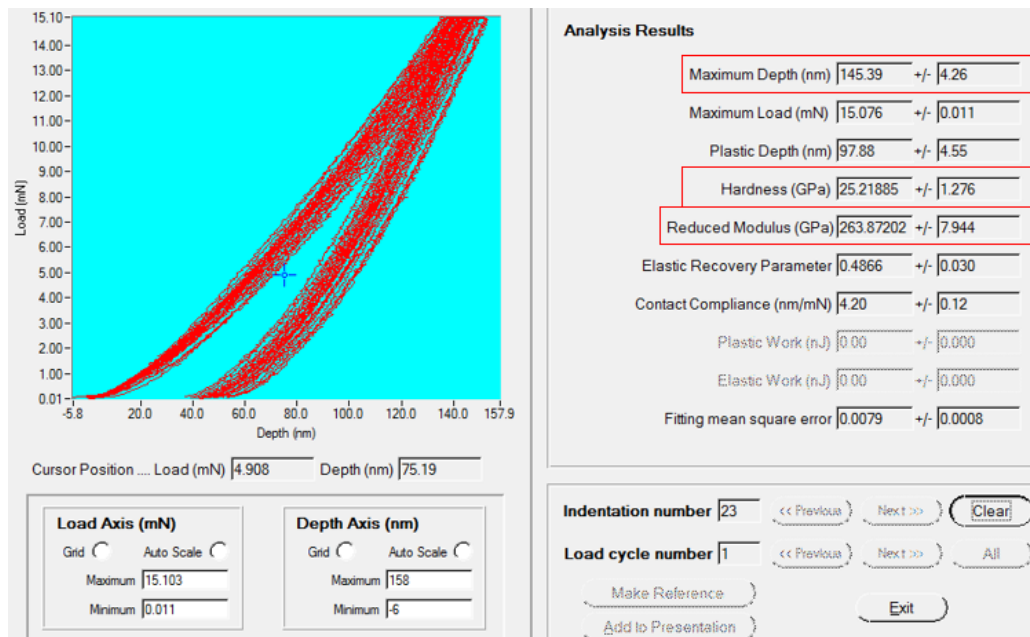 15.10
14.00
13.00
12.00
11.00
10.00
9.00
8.00
7.00
6.00
5.00
4.00
3.00
2.00
1.00
0.01
Load (mN)
-5.8 20.0 40.0 60.0 80.0 100.0 120.0 140.0 157.9
Depth (nm)
Cursor Position .... Load (mN) 4.908 Depth (nm) 75.19
Load Axis (mN)
Grid Auto Scale
Maximum 15.103
Minimum 0.011
Depth Axis (nm)
Grid Auto Scale
Maximum 158
Minimum -6
Analysis Results
Maximum Depth (nm) 145.39 +/- 4.26
Maximum Load (mN) 15.076 +/- 0.011
Plastic Depth (nm) 97.88 +/- 4.55
Hardness (GPa) 25.21885 +/- 1.276
Reduced Modulus (GPa) 263.87202 +/- 7.944
Elastic Recovery Parameter 0.4866 +/- 0.030
Contact Compliance (nm/mN) 4.20 +/- 0.12
Plastic Work (nJ) 0.00 +/- 0.000
Elastic Work (nJ) 0.00 +/- 0.000
Fitting mean square error 0.0079 +/- 0.0008
Indentation number 23 << Previous Next >> Clear
Load cycle number 1 << Previous Next >> All
Make Reference
Add to Presentation
Exit